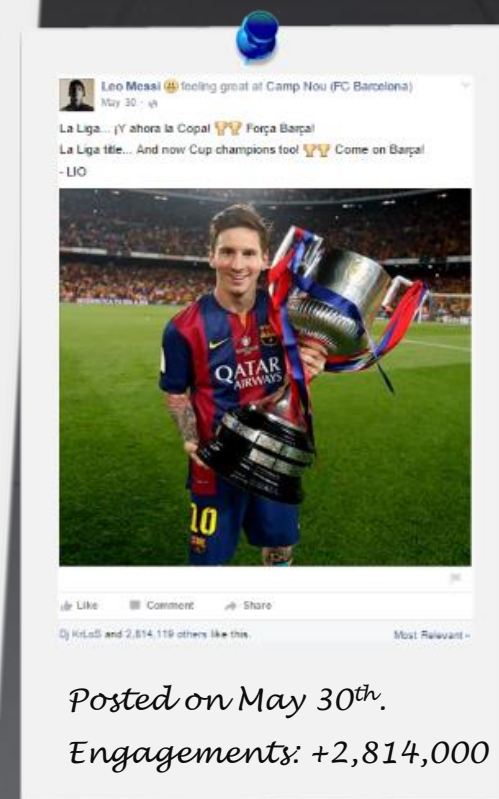 Leo Messi feeling great at Camp Nou (FC Barcelona)
May 30
La Liga... ¡Y ahora la Copa! 🏆🏆 Força Barça!
La Liga title... And now Cup champions too! 🏆🏆 Come on Barça!
- LIO
QATAR
AIRWAYS
10
Like Comment Share
Dj KrLoS and 2,814,119 others like this. Most Relevant
Posted on May 30th.
Engagements: +2,814,000